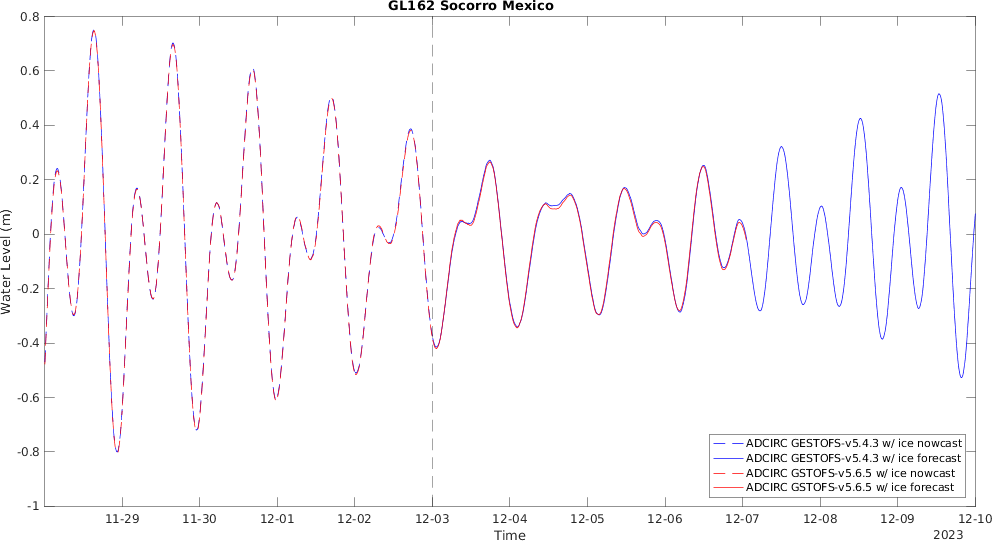 GL162 Socorro Mexico
0.8
0.6
0.4
0.2
0
-0.2
-0.4
-0.6
-0.8
-1
Water Level (m)
11-29 11-30 12-01 12-02 12-03 12-04 12-05 12-06 12-07 12-08 12-09 12-10
Time
2023
ADCIRC GESTOFS-v5.4.3 w/ ice nowcast
ADCIRC GESTOFS-v5.4.3 w/ ice forecast
ADCIRC GSTOFS-v5.6.5 w/ ice nowcast
ADCIRC GSTOFS-v5.6.5 w/ ice forecast